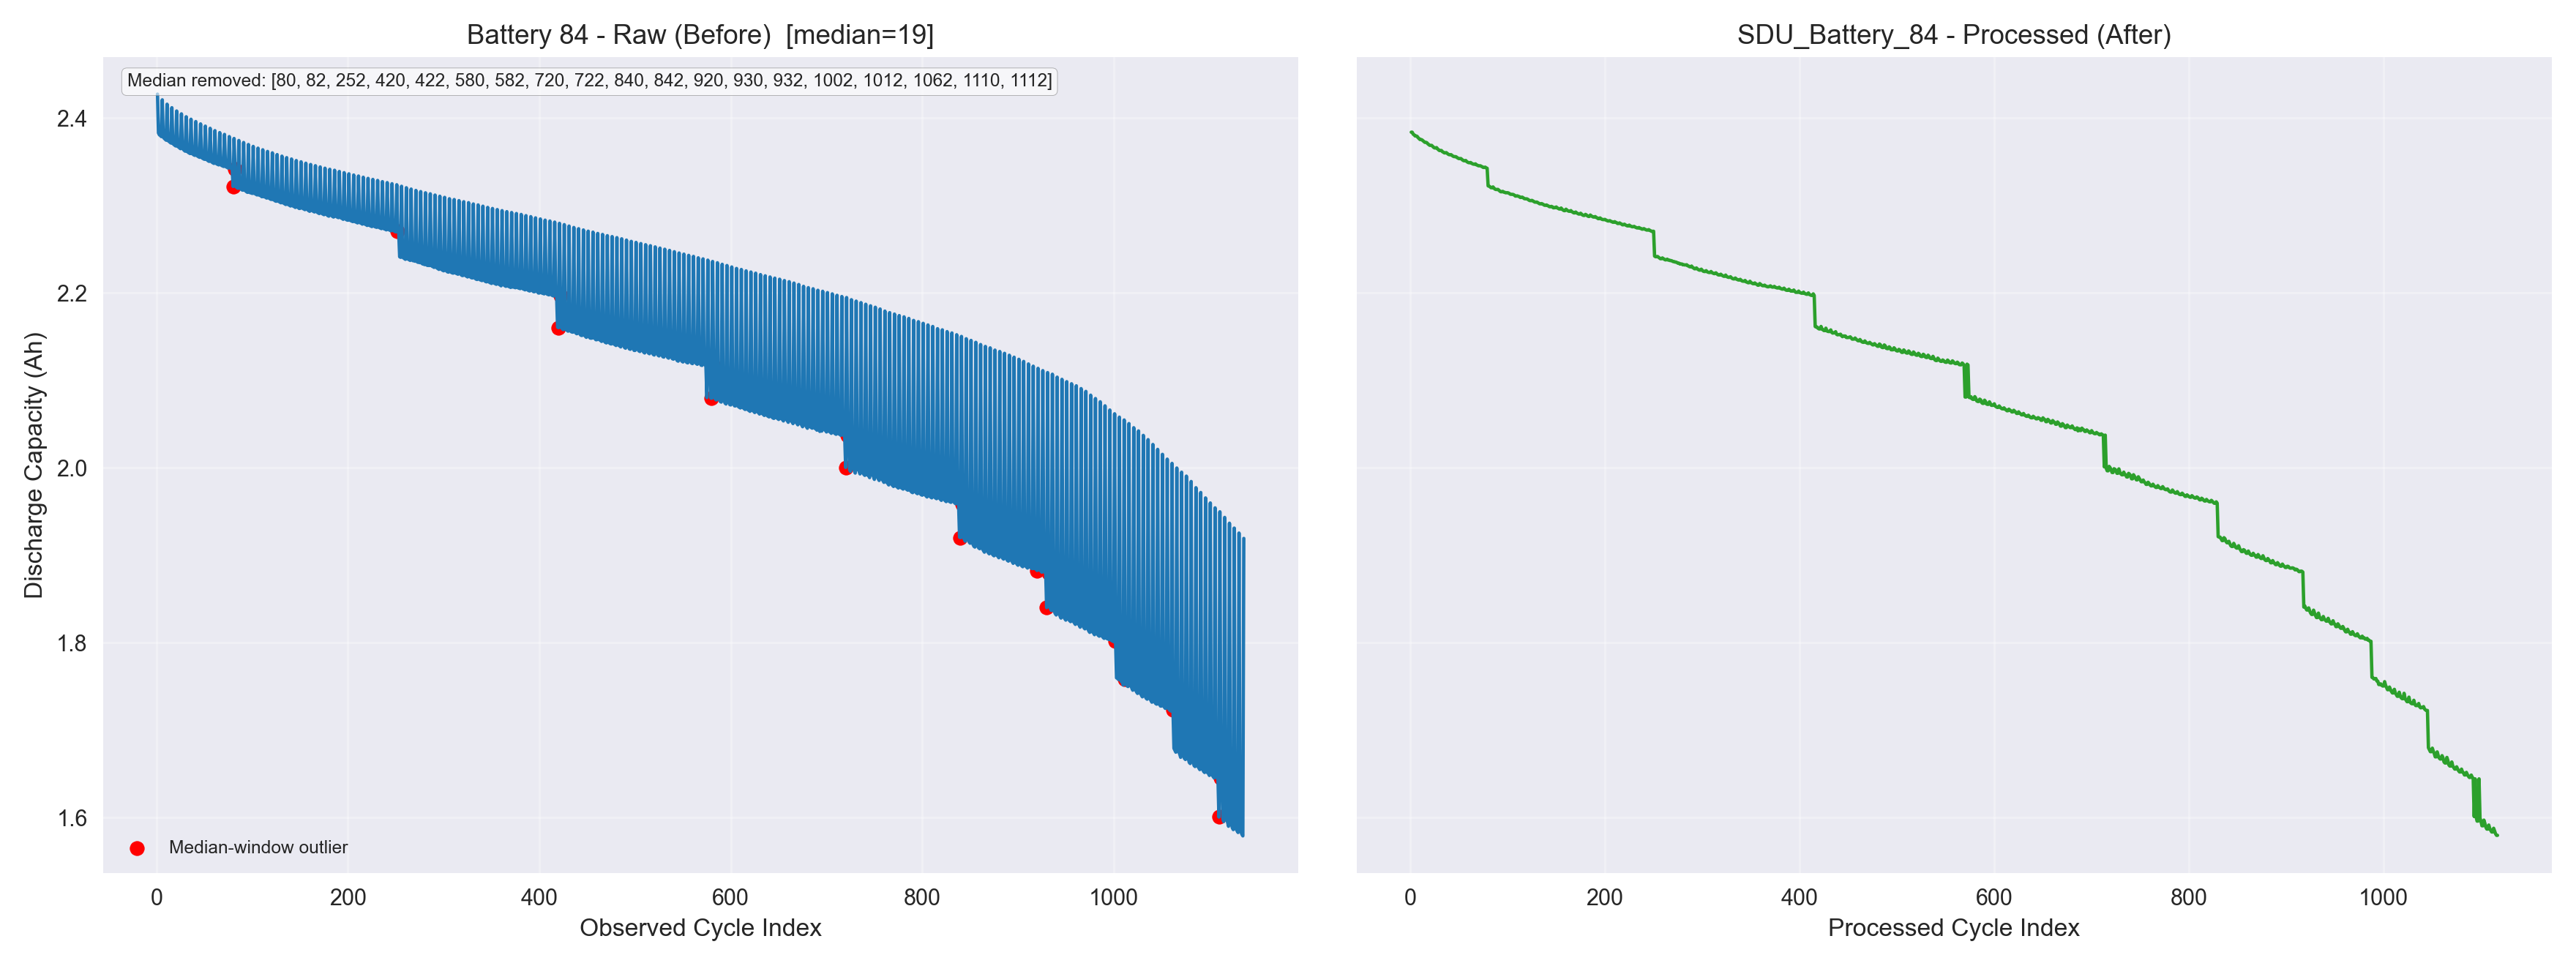 Battery 84 - Raw (Before)  [median=19]
Median removed: [80, 82, 252, 420, 422, 580, 582, 720, 722, 840, 842, 920, 930, 932, 1002, 1012, 1062, 1110, 1112]
Discharge Capacity (Ah)
2.4
2.2
2.0
1.8
1.6
Median-window outlier
0 200 400 600 800 1000
Observed Cycle Index
SDU_Battery_84 - Processed (After)
0 200 400 600 800 1000
Processed Cycle Index